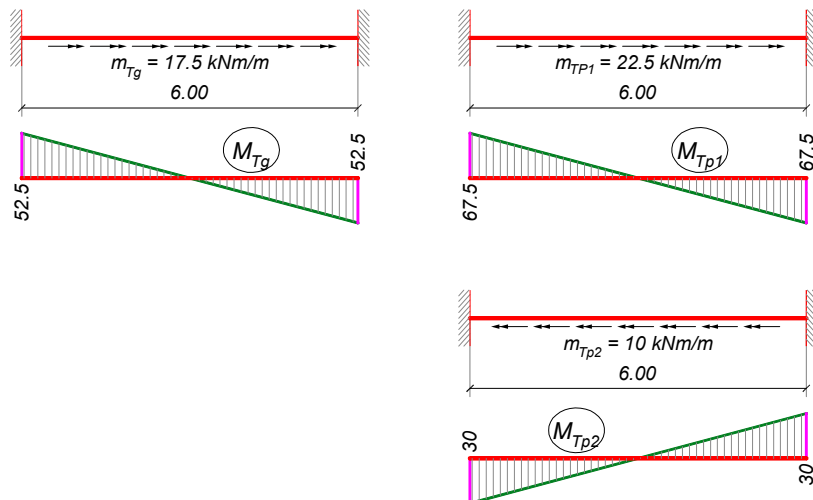 m_Tg = 17.5 kNm/m
6.00
M_Tg
52.5
52.5
m_TP1 = 22.5 kNm/m
6.00
M_Tp1
67.5
67.5
m_Tp2 = 10 kNm/m
6.00
M_Tp2
30
30